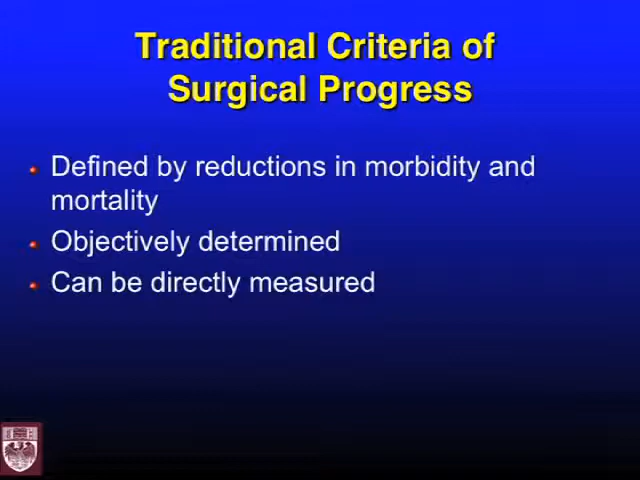 Traditional Criteria of
Surgical Progress
Defined by reductions in morbidity and
mortality
Objectively determined
Can be directly measured